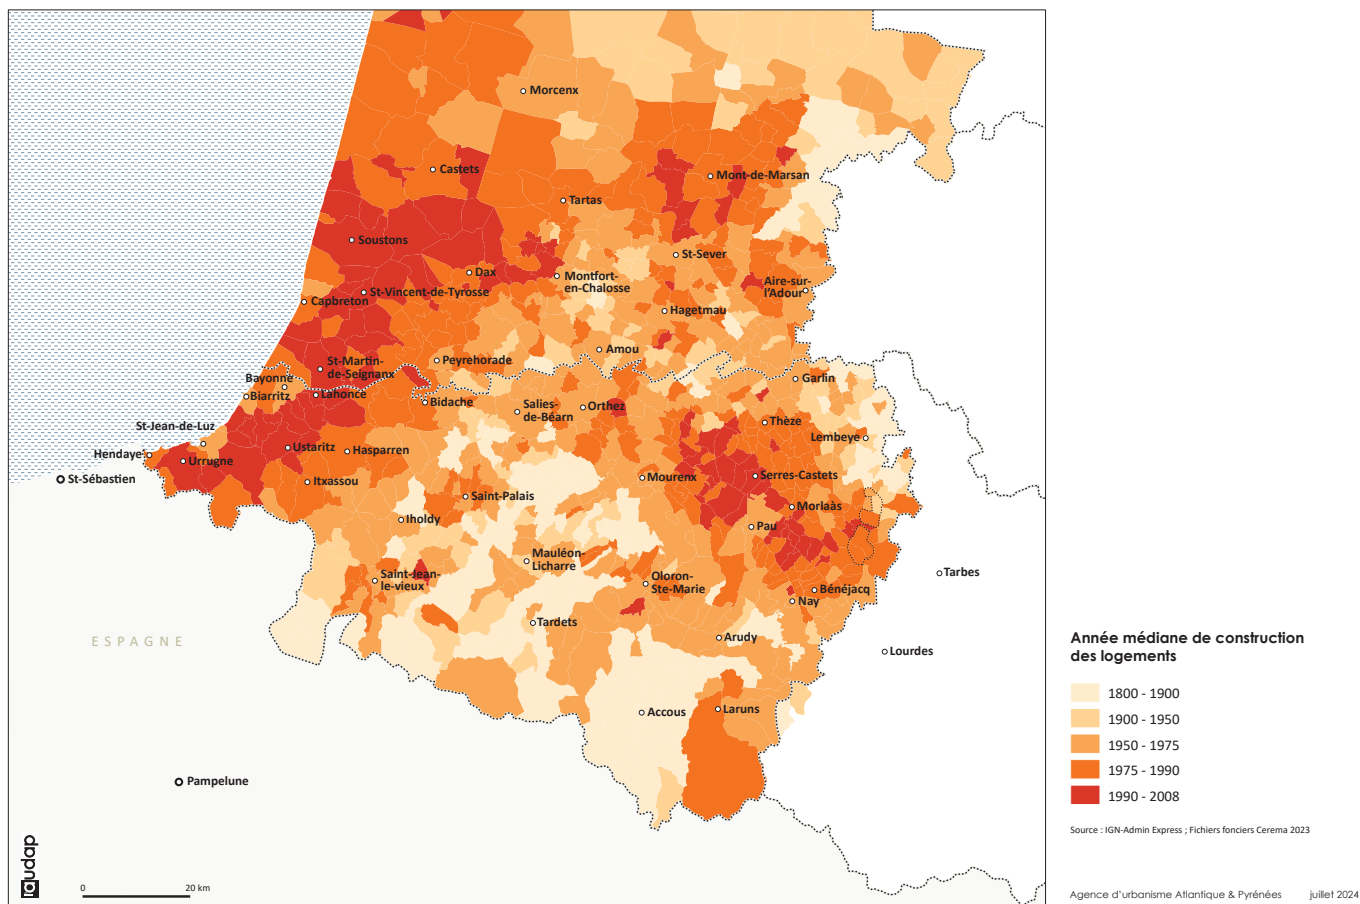 Morcenx
Castets
Mont-de-Marsan
Tartas
Soustons
St-Sever
Dax
Montfort-
en-Chalosse
Aire-sur-
l'Adour
St-Vincent-de-Tyrosse
Capbreton
Hagetmau
Amou
Peyrehorade
St-Martin-
de-Seignanx
Bayonne
Garlin
Biarritz
Lahonce
Bidache
Salies-
de-Béarn
Orthez
St-Jean-de-Luz
Thèze
Lembeye
Hendaye
Urrugne
Ustaritz
Hasparren
St-Sébastien
Itxassou
Mourenx
Serres-Castets
Saint-Palais
Morlaàs
Iholdy
Pau
Mauléon-
Licharre
Saint-Jean-
le-vieux
Oloron-
Ste-Marie
Tarbes
Bénéjacq
Nay
Tardets
Arudy
ESPAGNE
Lourdes
Accous
Laruns
Pampelune
Année médiane de construction
des logements
1800 - 1900
1900 - 1950
1950 - 1975
1975 - 1990
1990 - 2008
Source : IGN-Admin Express ; Fichiers fonciers Cerema 2023
audap
0 20 km
Agence d'urbanisme Atlantique & Pyrénées juillet 2024